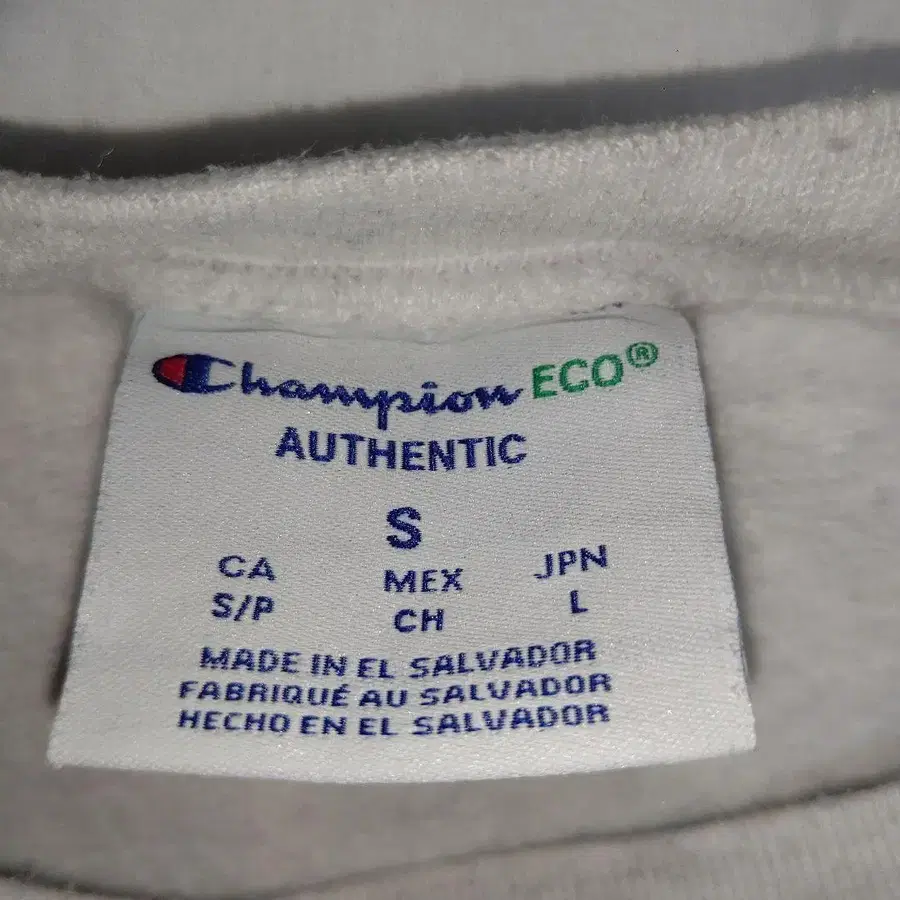 Champion ECO®
AUTHENTIC
S
CA MEX JPN
S/P CH L
MADE IN EL SALVADOR
FABRIQUÉ AU SALVADOR
HECHO EN EL SALVADOR